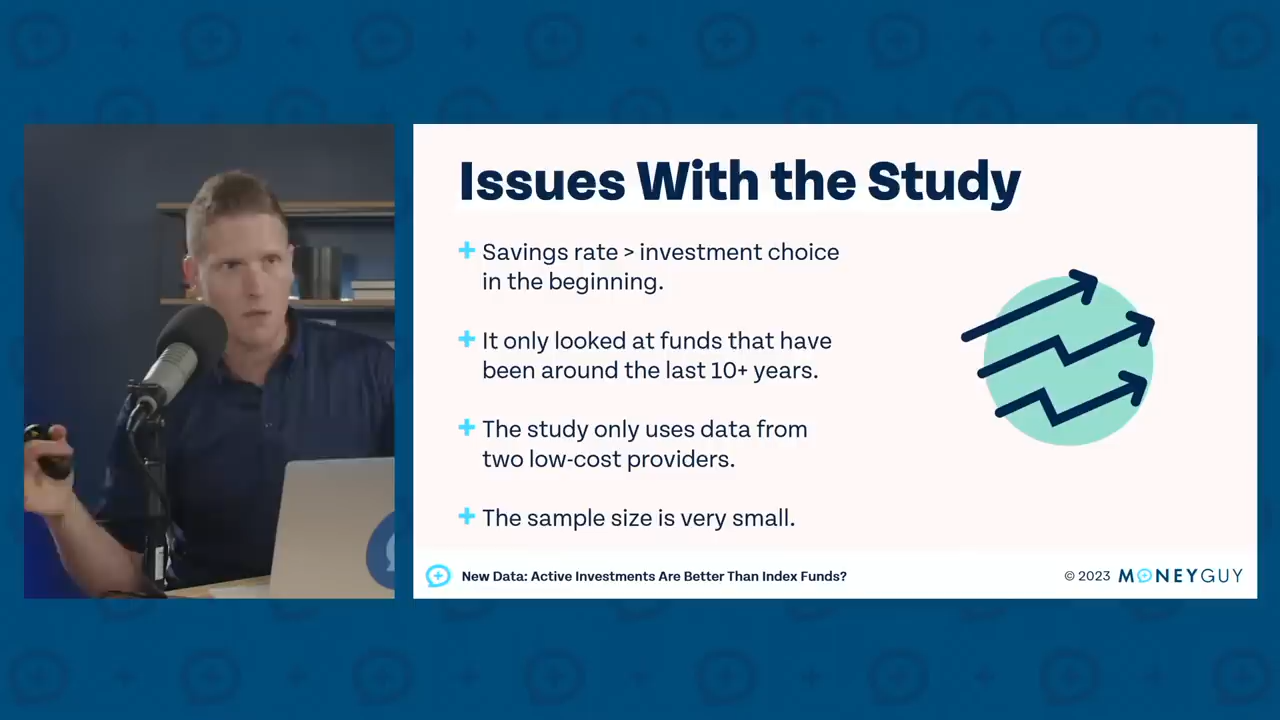 Issues With the Study
Savings rate > investment choice
in the beginning.
It only looked at funds that have
been around the last 10+ years.
The study only uses data from
two low-cost providers.
The sample size is very small.
New Data: Active Investments Are Better Than Index Funds?
© 2023 MONEYGUY